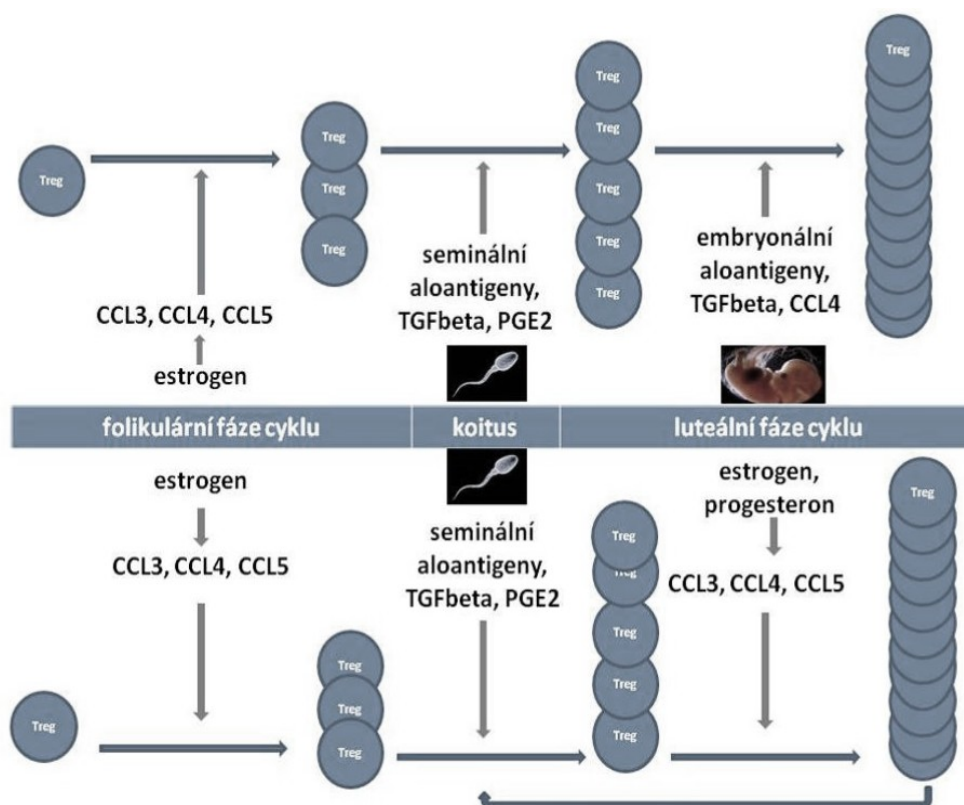 Treg
Treg
Treg
Treg
Treg
Treg
Treg
Treg
Treg
Treg
CCL3, CCL4, CCL5
estrogen
seminální
aloantigeny,
TGFbeta, PGE2
embryonální
aloantigeny,
TGFbeta, CCL4
folikulární fáze cyklu
koitus
luteální fáze cyklu
estrogen
CCL3, CCL4, CCL5
seminální
aloantigeny,
TGFbeta, PGE2
estrogen,
progesteron
CCL3, CCL4, CCL5
Treg
Treg
Treg
Treg
Treg
Treg
Treg
Treg
Treg
Treg